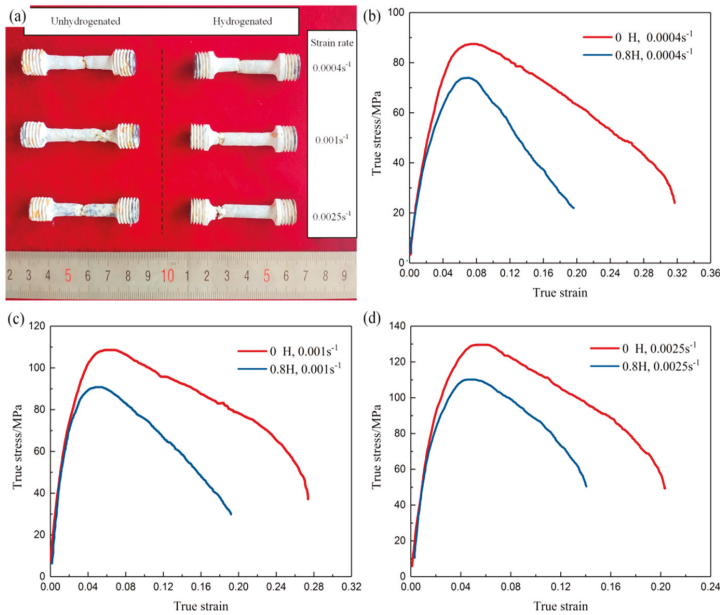 (a)
Unhydrogenated Hydrogenated
Strain rate
0.0004s⁻¹
0.001s⁻¹
0.0025s⁻¹
2 3 4 5 6 7 8 9 10 1 2 3 4 5 6 7 8 9
(b)
0 H, 0.0004s⁻¹
0.8H, 0.0004s⁻¹
100
80
60
40
20
0
0.00 0.04 0.08 0.12 0.16 0.20 0.24 0.28 0.32 0.36
True stress/MPa
True strain
(c)
0 H, 0.001s⁻¹
0.8H, 0.001s⁻¹
120
100
80
60
40
20
0
0.00 0.04 0.08 0.12 0.16 0.20 0.24 0.28 0.32
True stress/MPa
True strain
(d)
0 H, 0.0025s⁻¹
0.8H, 0.0025s⁻¹
140
120
100
80
60
40
20
0
0.00 0.04 0.08 0.12 0.16 0.20 0.24
True stress/MPa
True strain